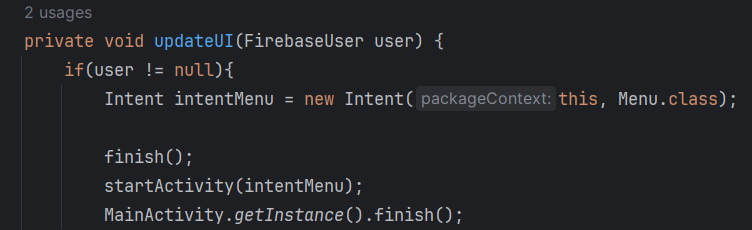 2 usages
private void updateUI(FirebaseUser user) {
if(user != null){
Intent intentMenu = new Intent( packageContext: this, Menu.class);
finish();
startActivity(intentMenu);
MainActivity.getInstance().finish();